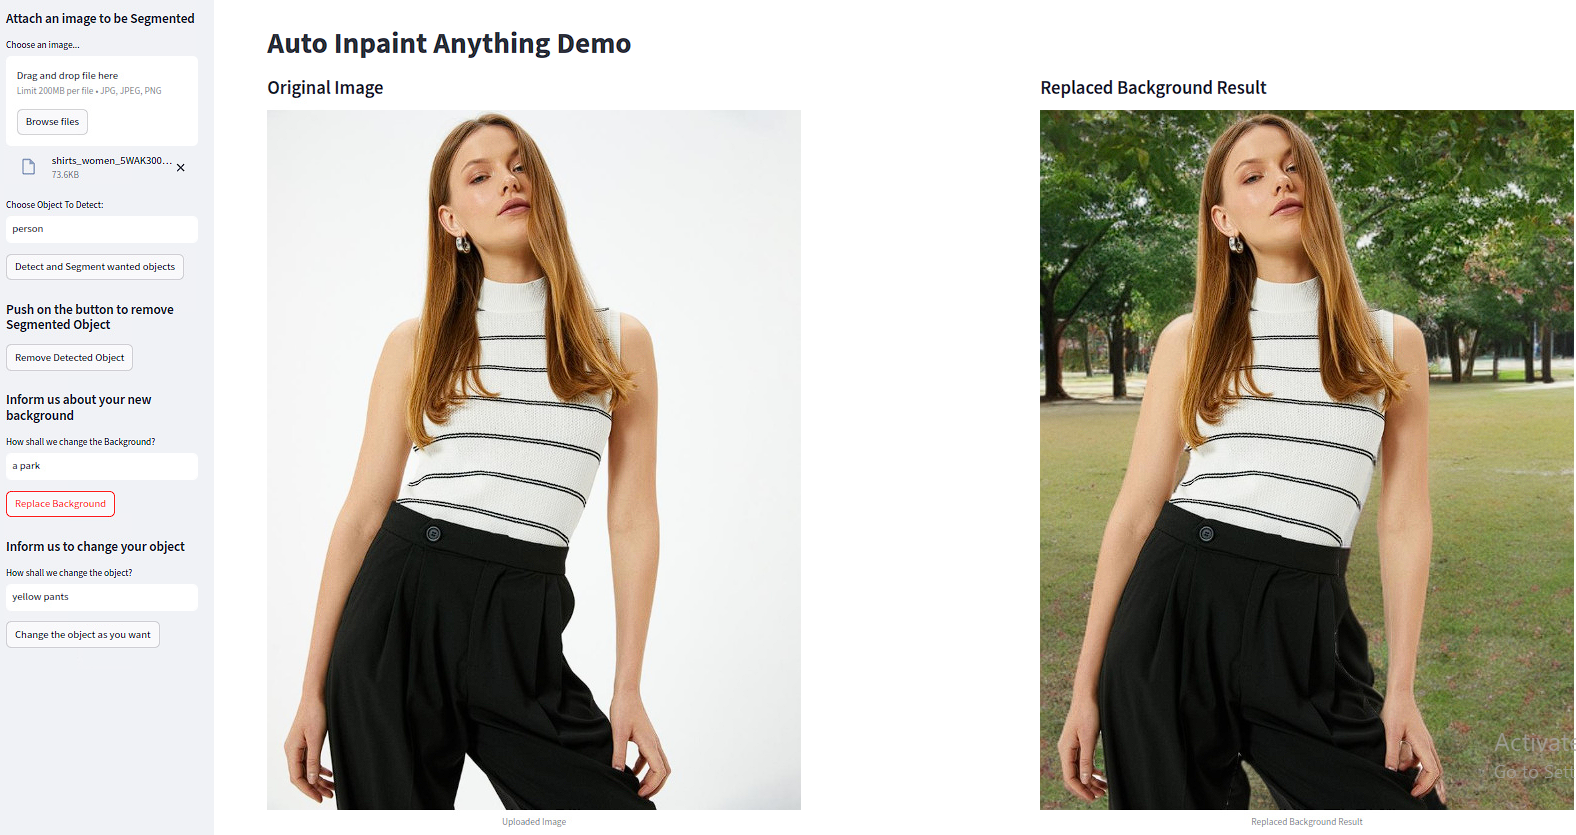 Attach an image to be Segmented
Choose an image...
Drag and drop file here
Limit 200MB per file • JPG, JPEG, PNG
Browse files
shirts_women_5WAK300...
73.6KB
Choose Object To Detect:
person
Detect and Segment wanted objects
Push on the button to remove
Segmented Object
Remove Detected Object
Inform us about your new
background
How shall we change the Background?
a park
Replace Background
Inform us to change your object
How shall we change the object?
yellow pants
Change the object as you want
Auto Inpaint Anything Demo
Original Image
Uploaded Image
Replaced Background Result
Activate
Go to Sett
Replaced Background Result